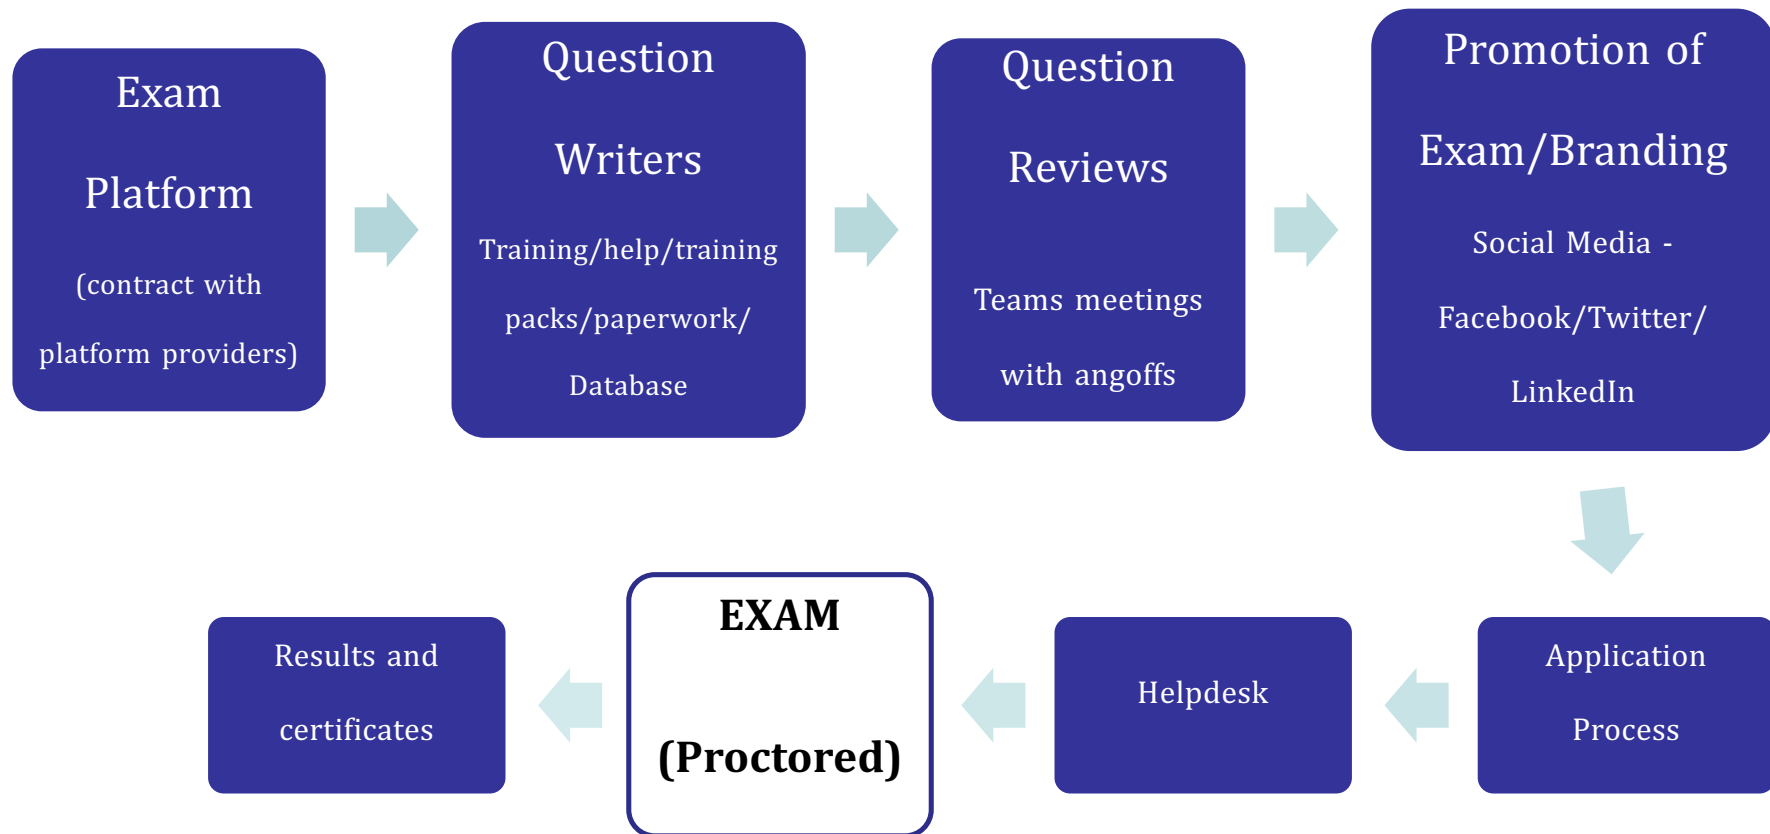 Exam
Platform
(contract with
platform providers)
Question
Writers
Training/help/training
packs/paperwork/
Database
Question
Reviews
Teams meetings
with angoffs
Promotion of
Exam/Branding
Social Media -
Facebook/Twitter/
LinkedIn
Application
Process
Helpdesk
EXAM
(Proctored)
Results and
certificates